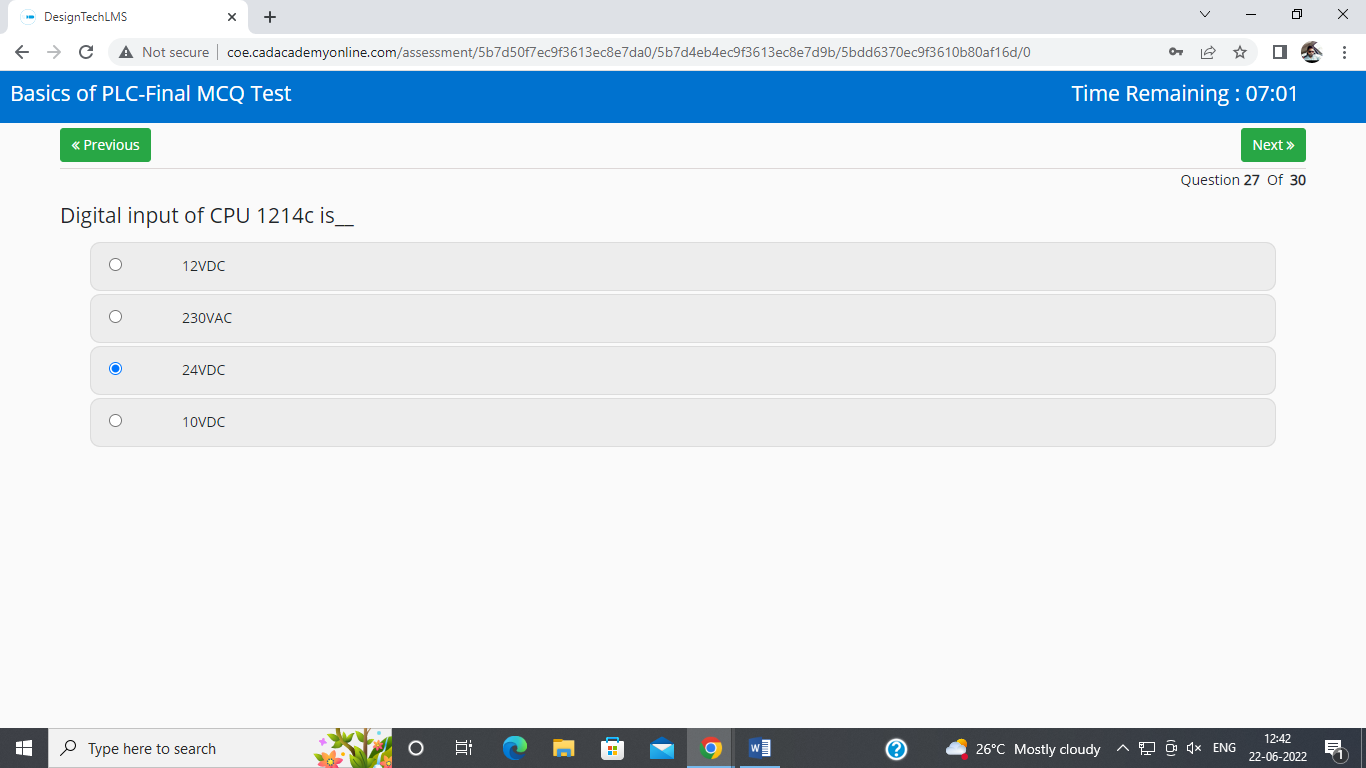 DesignTechLMS
Not secure coe.cadacademyonline.com/assessment/5b7d50f7ec9f3613ec8e7da0/5b7d4eb4ec9f3613ec8e7d9b/5bdd6370ec9f3610b80af16d/0
Basics of PLC-Final MCQ Test Time Remaining : 07:01
« Previous Next »
Question 27 Of 30
Digital input of CPU 1214c is__
12VDC
230VAC
24VDC
10VDC
Type here to search 26°C Mostly cloudy ENG 12:42
22-06-2022 1